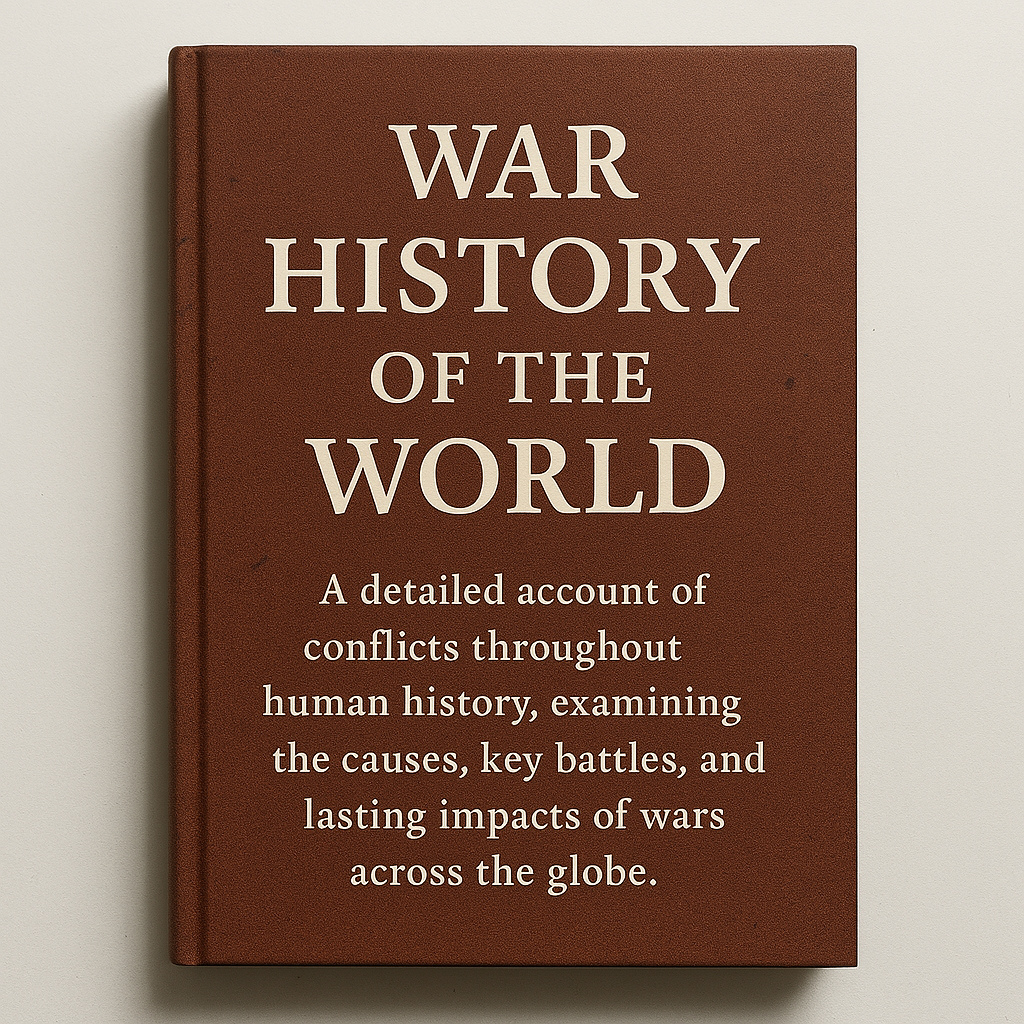 WAR
HISTORY
OF THE
WORLD
A detailed account of
conflicts throughout
human history, examining
the causes, key battles, and
lasting impacts of wars
across the globe.